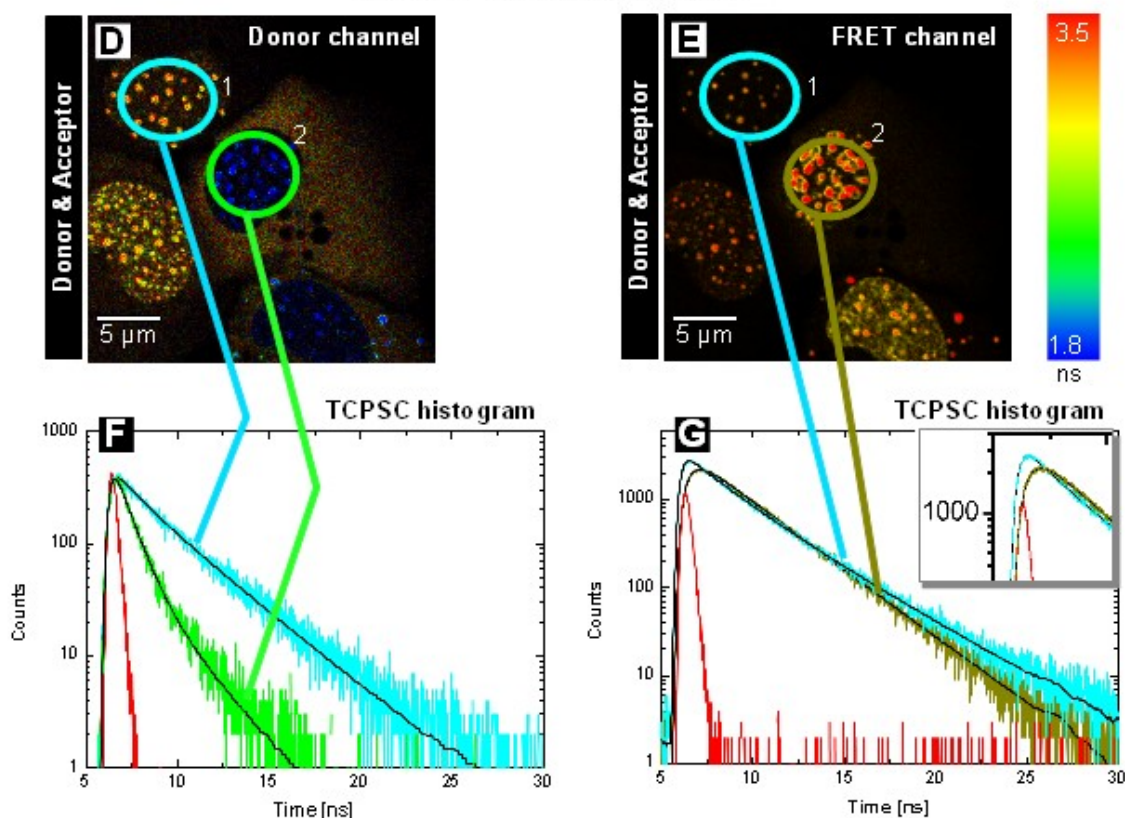 Donor & Acceptor
D
Donor channel
1
2
5 µm
Donor & Acceptor
E
FRET channel
1
2
5 µm
3.5
1.8
ns
F
TCPSC histogram
1000
100
10
1
Counts
5
10
15
20
25
30
Time [ns]
G
TCPSC histogram
1000
100
10
1
Counts
5
10
15
20
25
30
Time [ns]
1000